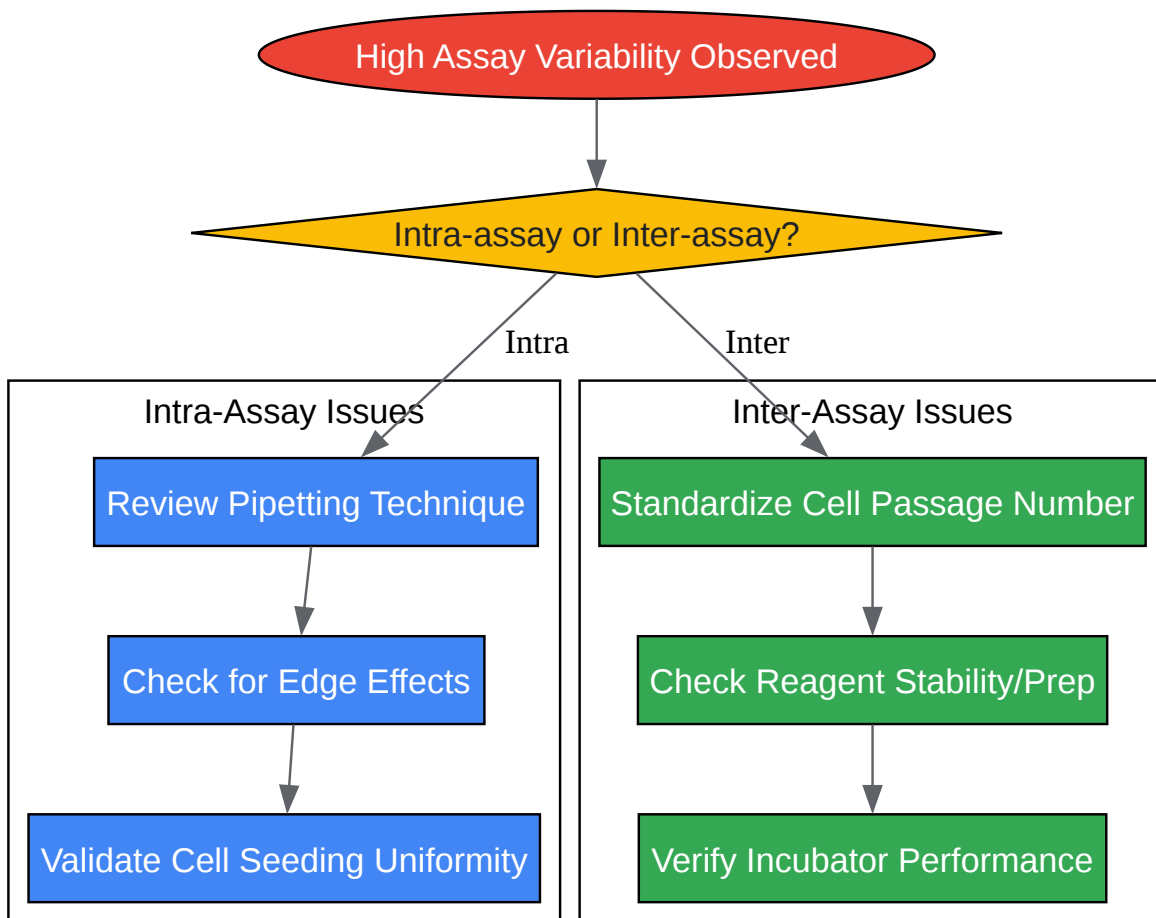 High Assay Variability Observed
Intra-assay or Inter-assay?
Intra
Inter
Intra-Assay Issues
Review Pipetting Technique
Check for Edge Effects
Validate Cell Seeding Uniformity
Inter-Assay Issues
Standardize Cell Passage Number
Check Reagent Stability/Prep
Verify Incubator Performance